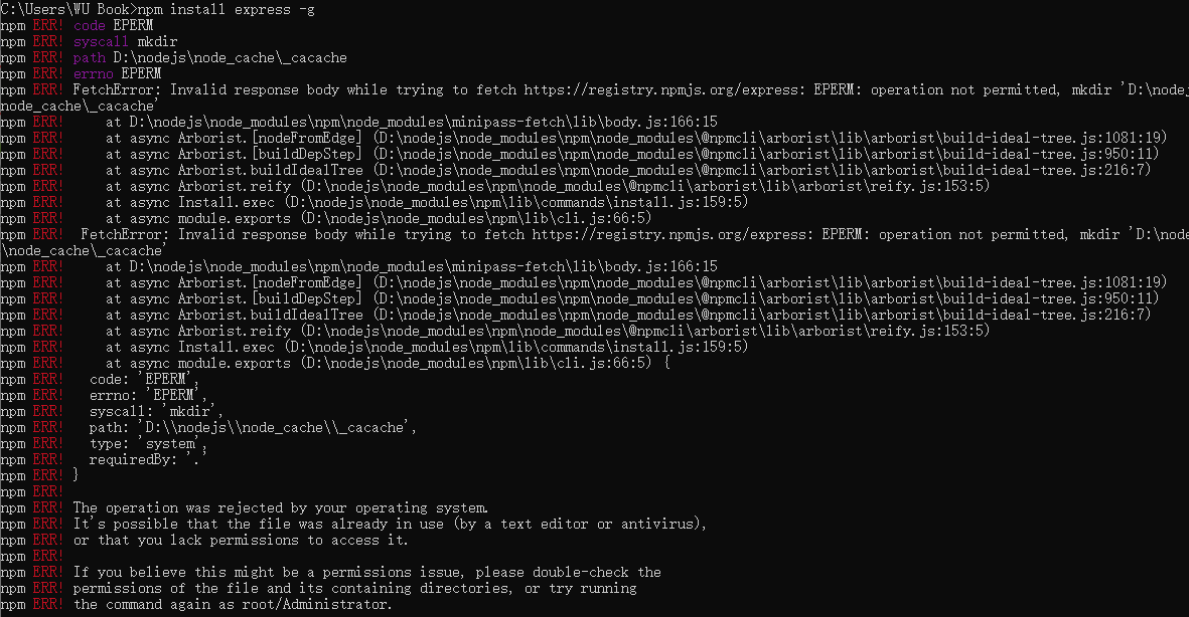 C:\Users\WU Book>npm install express -g
npm ERR! code EPERM
npm ERR! syscall mkdir
npm ERR! path D:\nodejs\node_cache\_cacache
npm ERR! errno EPERM
npm ERR! FetchError: Invalid response body while trying to fetch https://registry.npmjs.org/express: EPERM: operation not permitted, mkdir 'D:\nodej
node_cache\_cacache'
npm ERR!     at D:\nodejs\node_modules\npm\node_modules\minipass-fetch\lib\body.js:166:15
npm ERR!     at async Arborist.[nodeFromEdge] (D:\nodejs\node_modules\npm\node_modules\@npmcli\arborist\lib\arborist\build-ideal-tree.js:1081:19)
npm ERR!     at async Arborist.[buildDepStep] (D:\nodejs\node_modules\npm\node_modules\@npmcli\arborist\lib\arborist\build-ideal-tree.js:950:11)
npm ERR!     at async Arborist.buildIdealTree (D:\nodejs\node_modules\npm\node_modules\@npmcli\arborist\lib\arborist\build-ideal-tree.js:216:7)
npm ERR!     at async Arborist.reify (D:\nodejs\node_modules\npm\node_modules\@npmcli\arborist\lib\arborist\reify.js:153:5)
npm ERR!     at async Install.exec (D:\nodejs\node_modules\npm\lib\commands\install.js:159:5)
npm ERR!     at async module.exports (D:\nodejs\node_modules\npm\lib\cli.js:66:5)
npm ERR!  FetchError: Invalid response body while trying to fetch https://registry.npmjs.org/express: EPERM: operation not permitted, mkdir 'D:\node
\node_cache\_cacache'
npm ERR!     at D:\nodejs\node_modules\npm\node_modules\minipass-fetch\lib\body.js:166:15
npm ERR!     at async Arborist.[nodeFromEdge] (D:\nodejs\node_modules\npm\node_modules\@npmcli\arborist\lib\arborist\build-ideal-tree.js:1081:19)
npm ERR!     at async Arborist.[buildDepStep] (D:\nodejs\node_modules\npm\node_modules\@npmcli\arborist\lib\arborist\build-ideal-tree.js:950:11)
npm ERR!     at async Arborist.buildIdealTree (D:\nodejs\node_modules\npm\node_modules\@npmcli\arborist\lib\arborist\build-ideal-tree.js:216:7)
npm ERR!     at async Arborist.reify (D:\nodejs\node_modules\npm\node_modules\@npmcli\arborist\lib\arborist\reify.js:153:5)
npm ERR!     at async Install.exec (D:\nodejs\node_modules\npm\lib\commands\install.js:159:5)
npm ERR!     at async module.exports (D:\nodejs\node_modules\npm\lib\cli.js:66:5) {
npm ERR!   code: 'EPERM',
npm ERR!   errno: 'EPERM',
npm ERR!   syscall: 'mkdir',
npm ERR!   path: 'D:\\nodejs\\node_cache\\_cacache',
npm ERR!   type: 'system',
npm ERR!   requiredBy: '.'
npm ERR! }
npm ERR!
npm ERR! The operation was rejected by your operating system.
npm ERR! It's possible that the file was already in use (by a text editor or antivirus),
npm ERR! or that you lack permissions to access it.
npm ERR!
npm ERR! If you believe this might be a permissions issue, please double-check the
npm ERR! permissions of the file and its containing directories, or try running
npm ERR! the command again as root/Administrator.